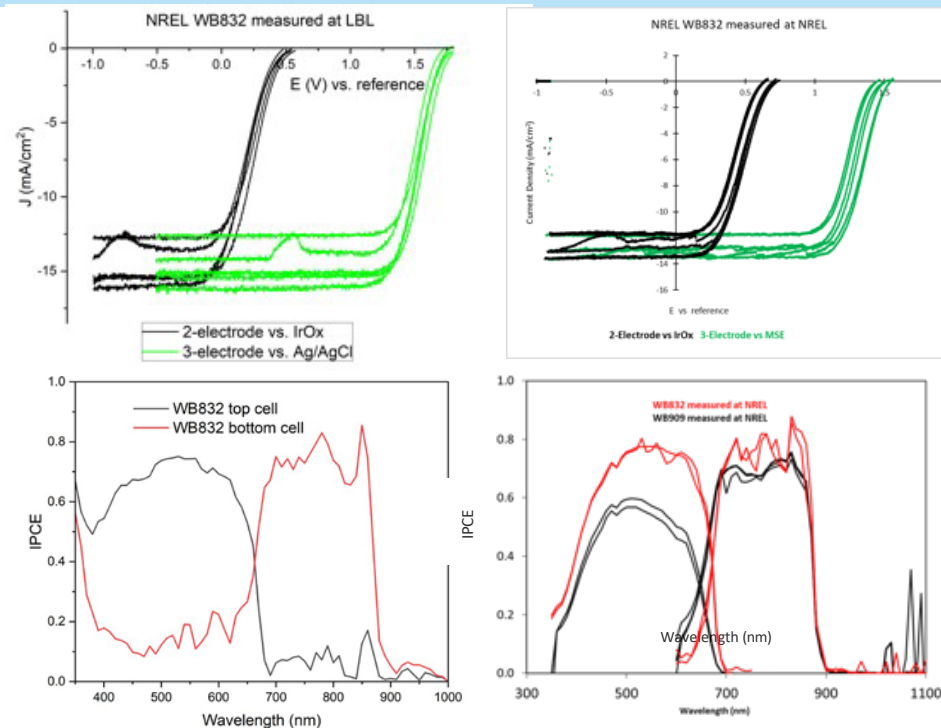 NREL WB832 measured at LBL
0
-5
-10
-15
-1.0
-0.5
0.0
0.5
1.0
1.5
E (V) vs. reference
J (mA/cm²)
2-electrode vs. IrOx
3-electrode vs. Ag/AgCl
NREL WB832 measured at NREL
2
0
-2
-4
-6
-8
-10
-12
-14
-16
-1
0
1
Current Density (mA/cm²)
E vs reference
2-Electrode vs IrOx 3-Electrode vs MSE
1.0
0.8
0.6
0.4
0.2
0.0
IPCE
WB832 top cell
WB832 bottom cell
400
500
600
700
800
900
1000
Wavelength (nm)
1.0
0.8
0.6
0.4
0.2
0.0
IPCE
WB832 measured at NREL
WB909 measured at NREL
Wavelength (nm)
300
500
700
900
1100
Wavelength (nm)